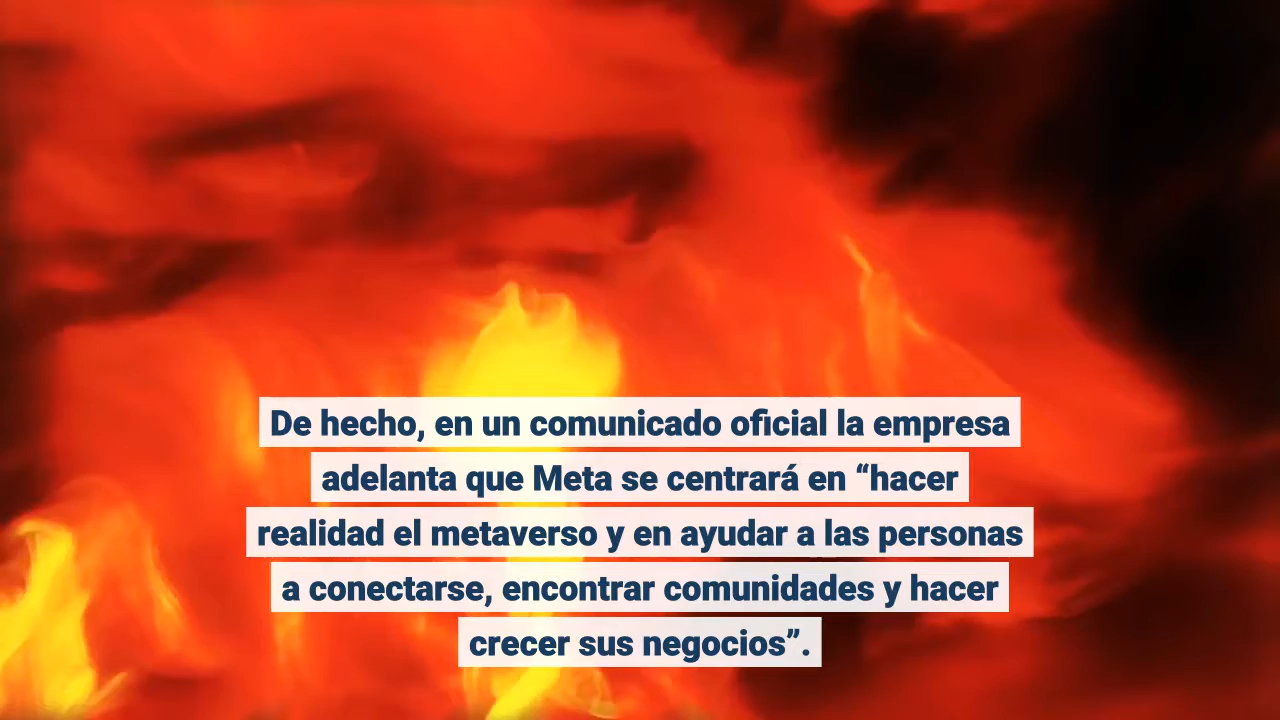 De hecho, en un comunicado oficial la empresa
adelanta que Meta se centrará en “hacer
realidad el metaverso y en ayudar a las personas
a conectarse, encontrar comunidades y hacer
crecer sus negocios”.